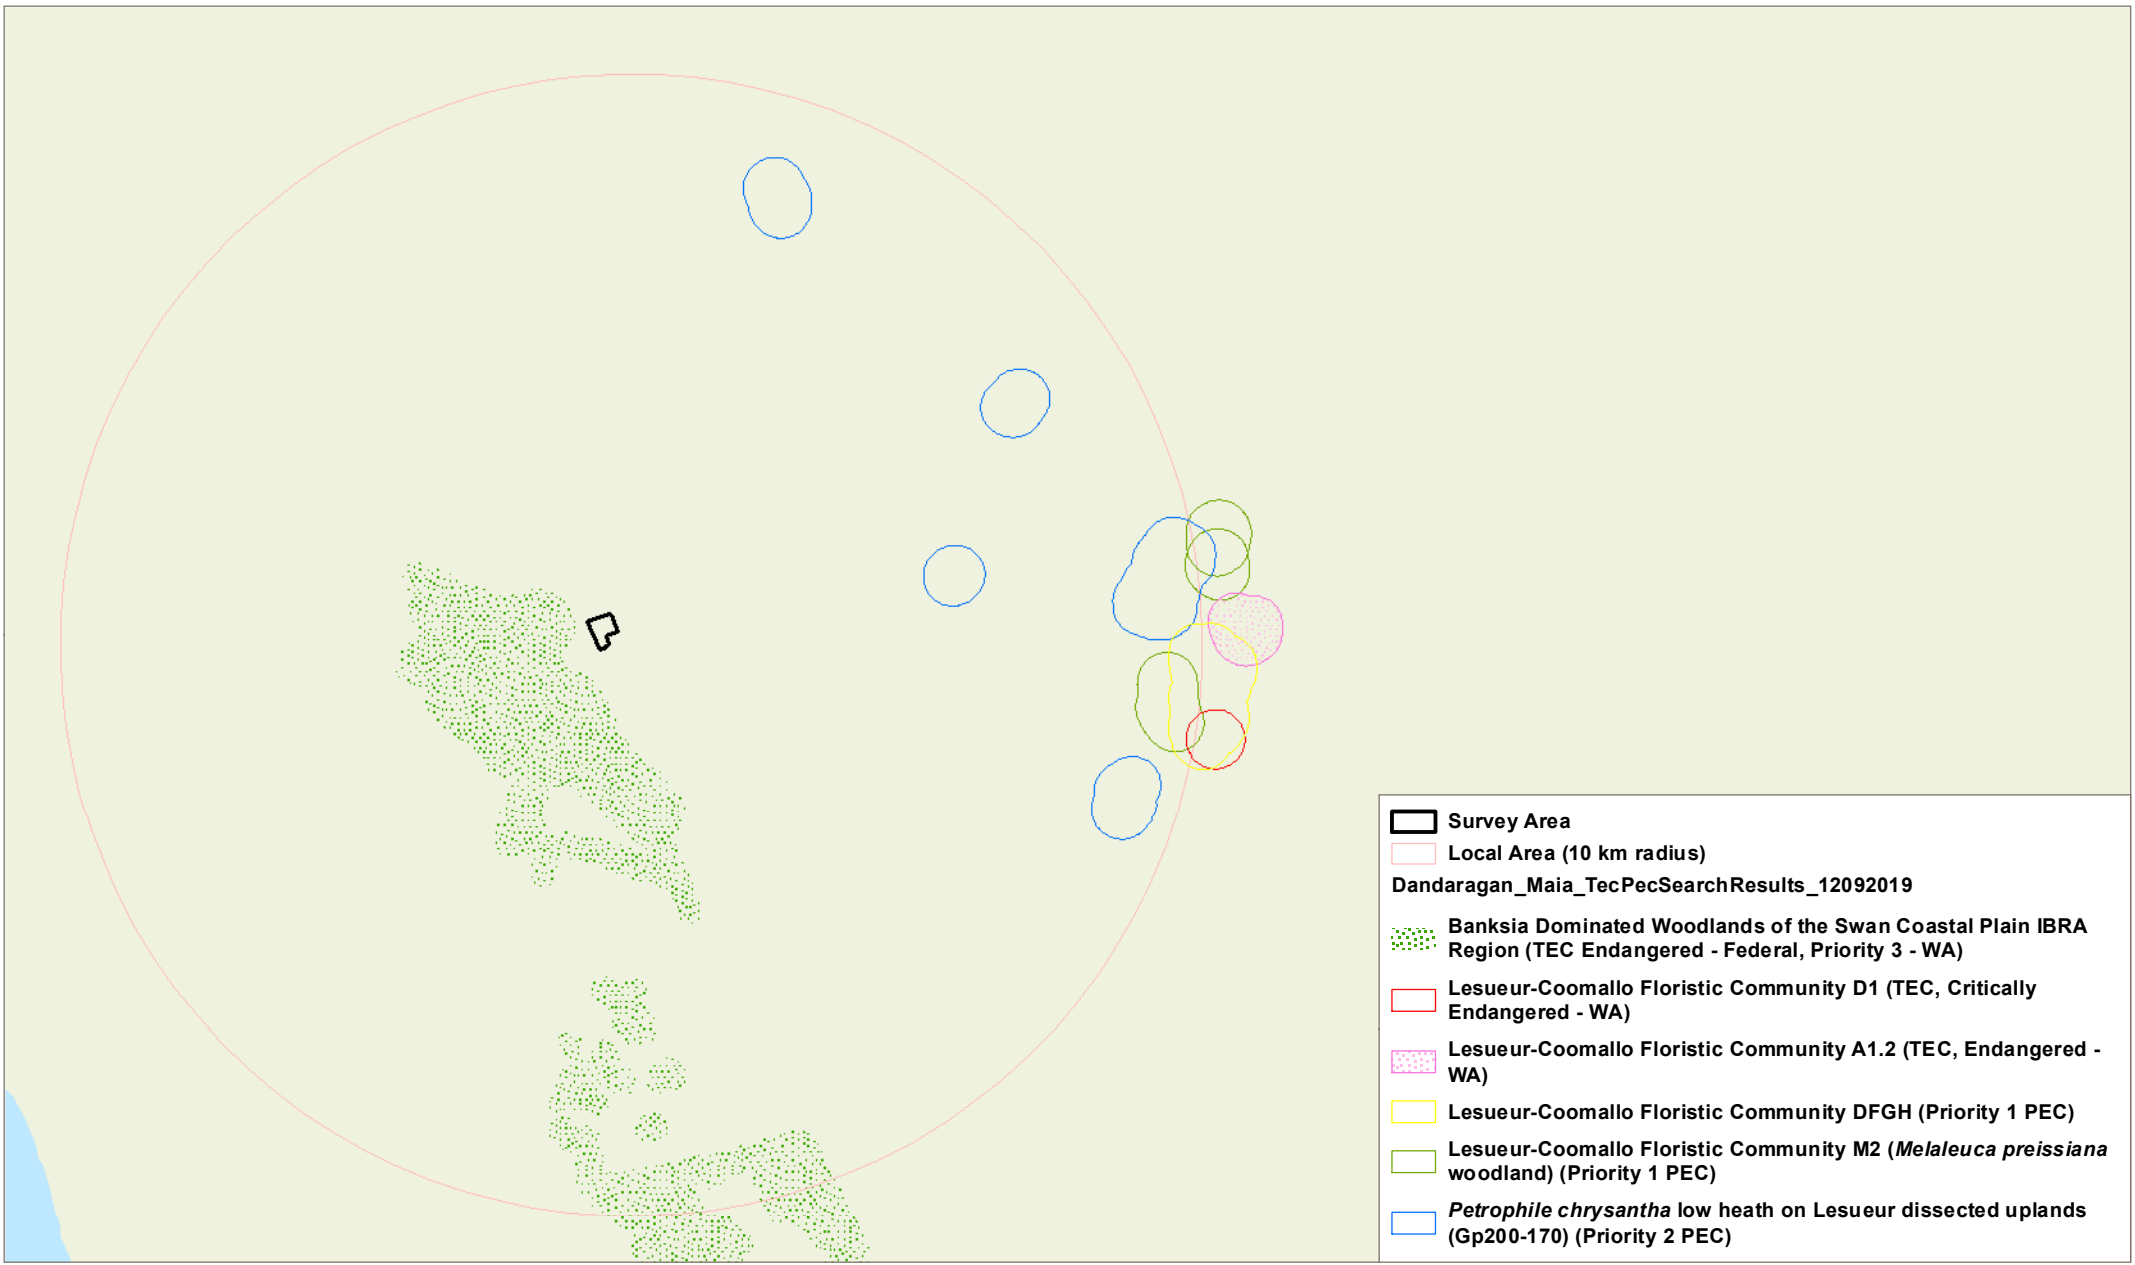 Survey Area
Local Area (10 km radius)
Dandaragan_Maia_TecPecSearchResults_12092019
Banksia Dominated Woodlands of the Swan Coastal Plain IBRA
Region (TEC Endangered - Federal, Priority 3 - WA)
Lesueur-Coomallo Floristic Community D1 (TEC, Critically
Endangered - WA)
Lesueur-Coomallo Floristic Community A1.2 (TEC, Endangered -
WA)
Lesueur-Coomallo Floristic Community DFGH (Priority 1 PEC)
Lesueur-Coomallo Floristic Community M2 (Melaleuca preissiana
woodland) (Priority 1 PEC)
Petrophile chrysantha low heath on Lesueur dissected uplands
(Gp200-170) (Priority 2 PEC)